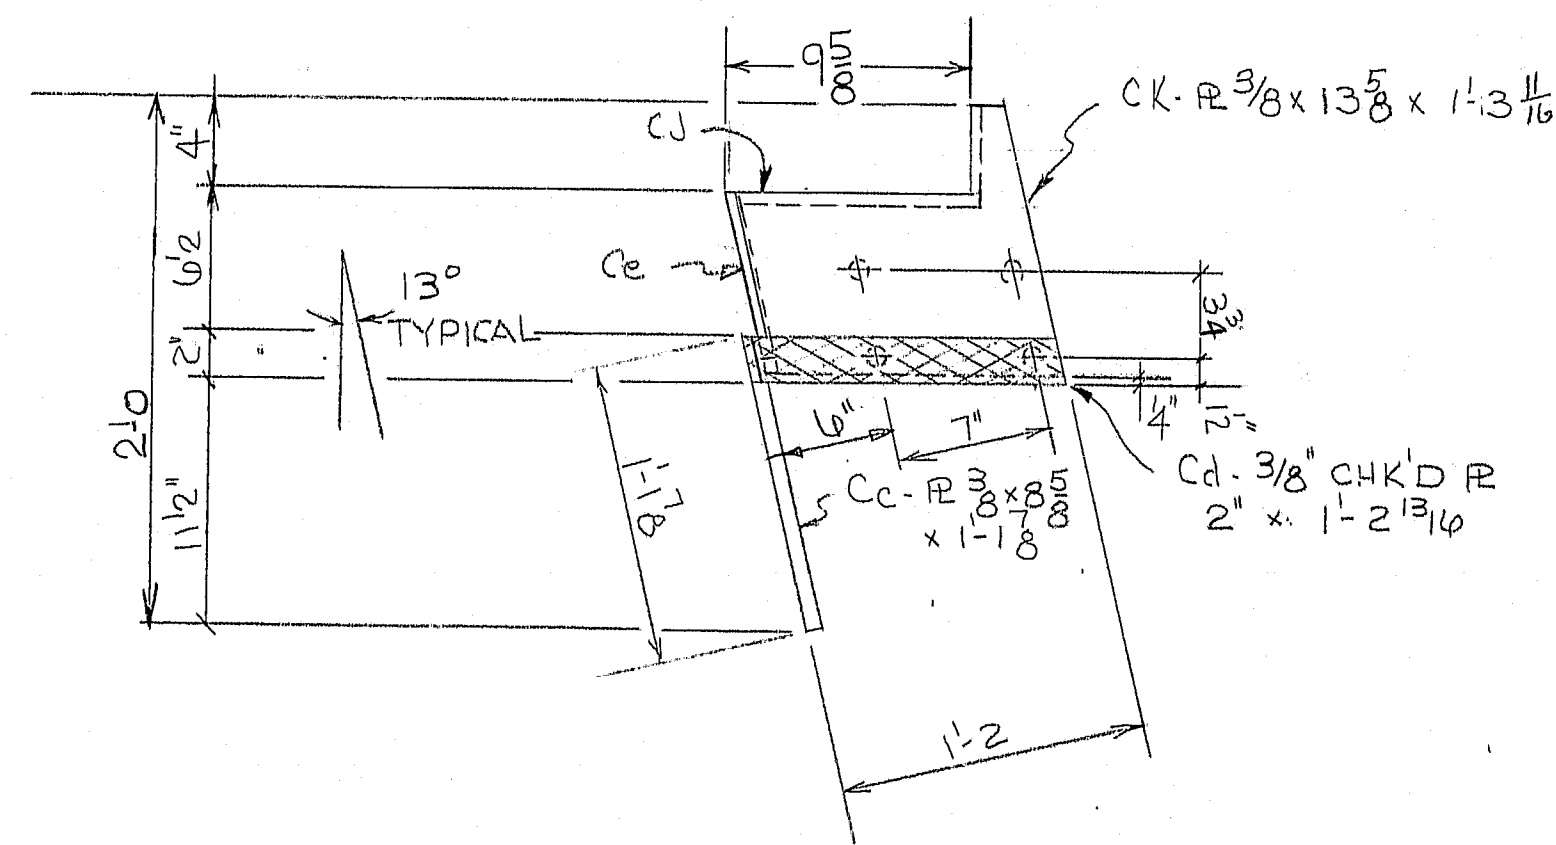 9 5/8
CK - PL 3/8 x 13 5/8 x 1'-3 11/16
CJ
4"
6 1/2
Ce
13°
TYPICAL
3 3/4
2"
2'-0
1/4"
1 1/2"
6"
7"
1'-1 7/8
Cc - PL 3/8 x 8 5/8
x 1'-1 7/8
Cd - 3/8" CHK'D PL
2" x 1'-2 13/16
11 1/2"
1'-2